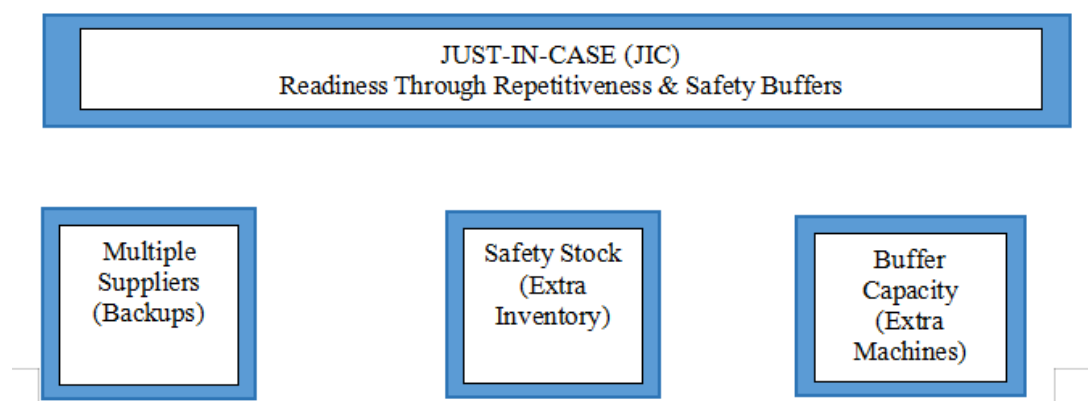 JUST-IN-CASE (JIC)
Readiness Through Repetitiveness & Safety Buffers
Multiple
Suppliers
(Backups)
Safety Stock
(Extra
Inventory)
Buffer
Capacity
(Extra
Machines)